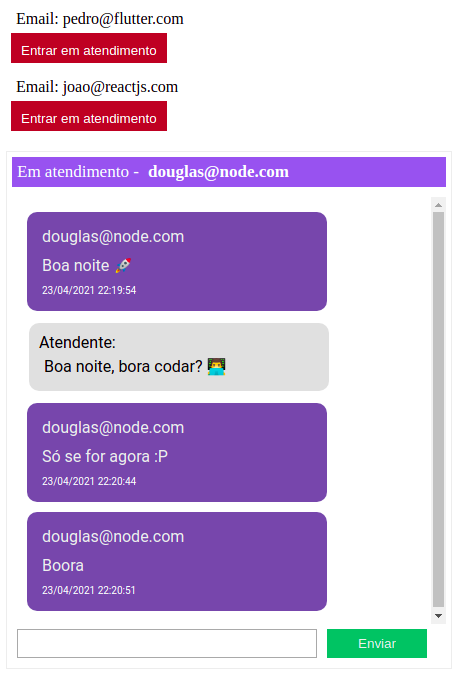 Email: pedro@flutter.com
Entrar em atendimento
Email: joao@reactjs.com
Entrar em atendimento
Em atendimento - douglas@node.com
douglas@node.com
Boa noite 🚀
23/04/2021 22:19:54
Atendente:
Boa noite, bora codar? 👨‍💻
douglas@node.com
Só se for agora :P
23/04/2021 22:20:44
douglas@node.com
Boora
23/04/2021 22:20:51
Enviar